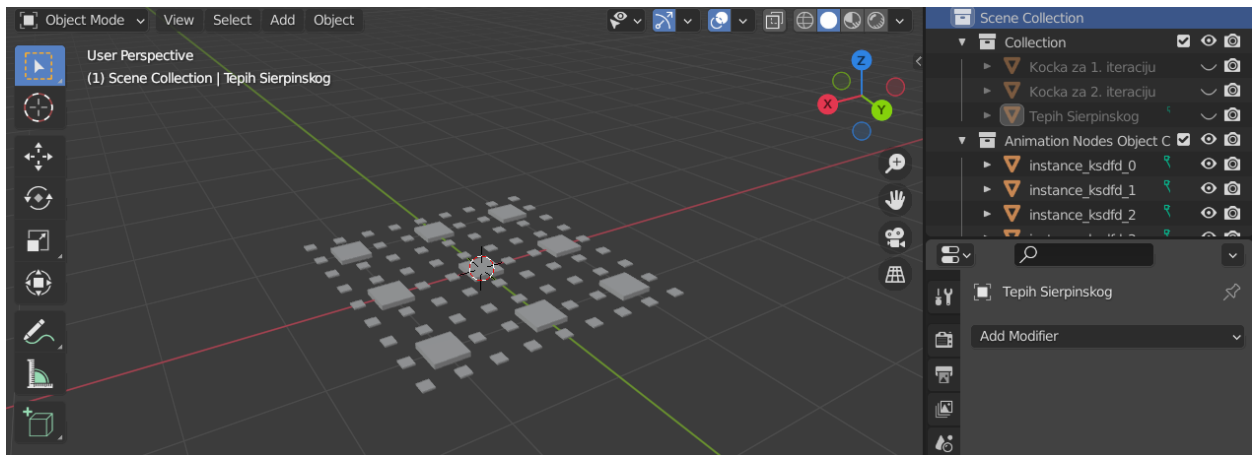 Object Mode View Select Add Object
User Perspective
(1) Scene Collection | Tepih Sierpinskog
Z
X
Y
Scene Collection
Collection
Kocka za 1. iteraciju
Kocka za 2. iteraciju
Tepih Sierpinskog
Animation Nodes Object C
instance_ksdfd_0
instance_ksdfd_1
instance_ksdfd_2
Tepih Sierpinskog
Add Modifier